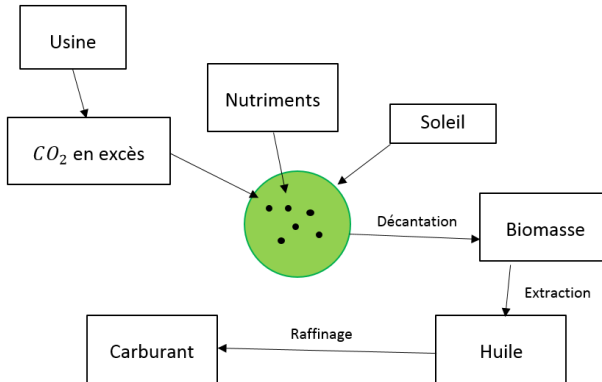 Usine
Nutriments
Soleil
CO₂ en excès
Décantation
Biomasse
Extraction
Raffinage
Carburant
Huile